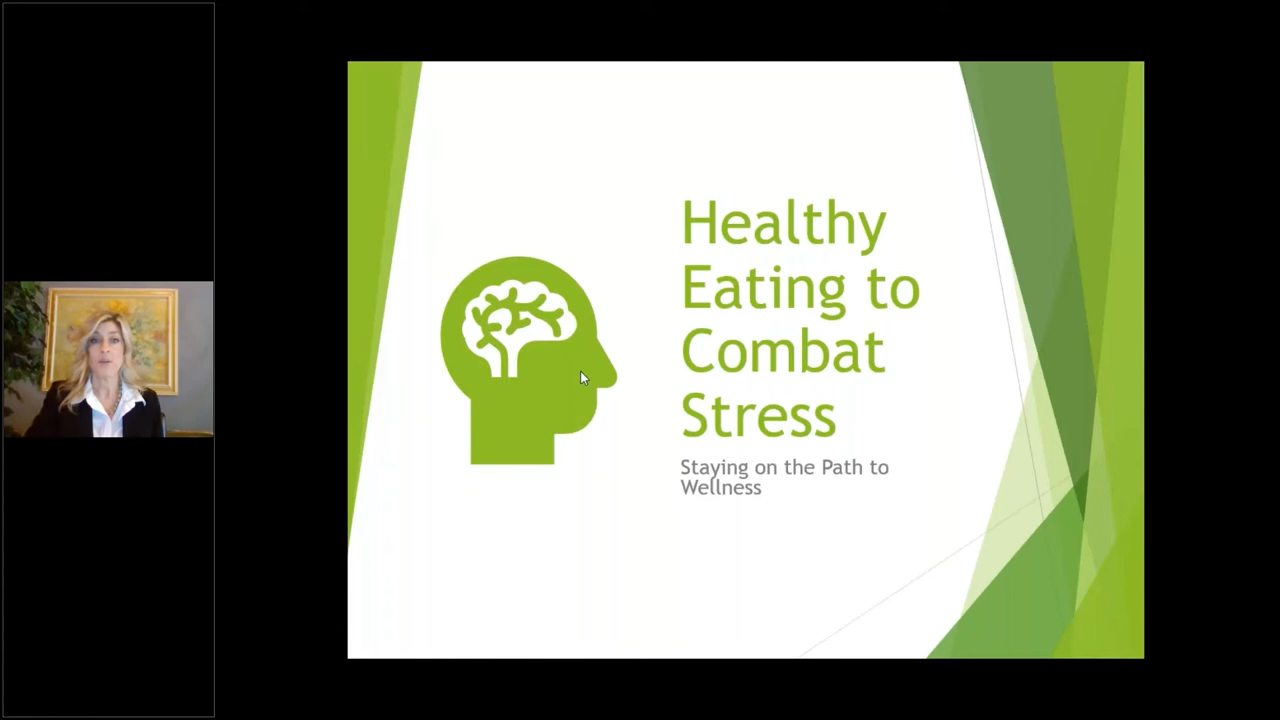 Healthy
Eating to
Combat
Stress
Staying on the Path to
Wellness